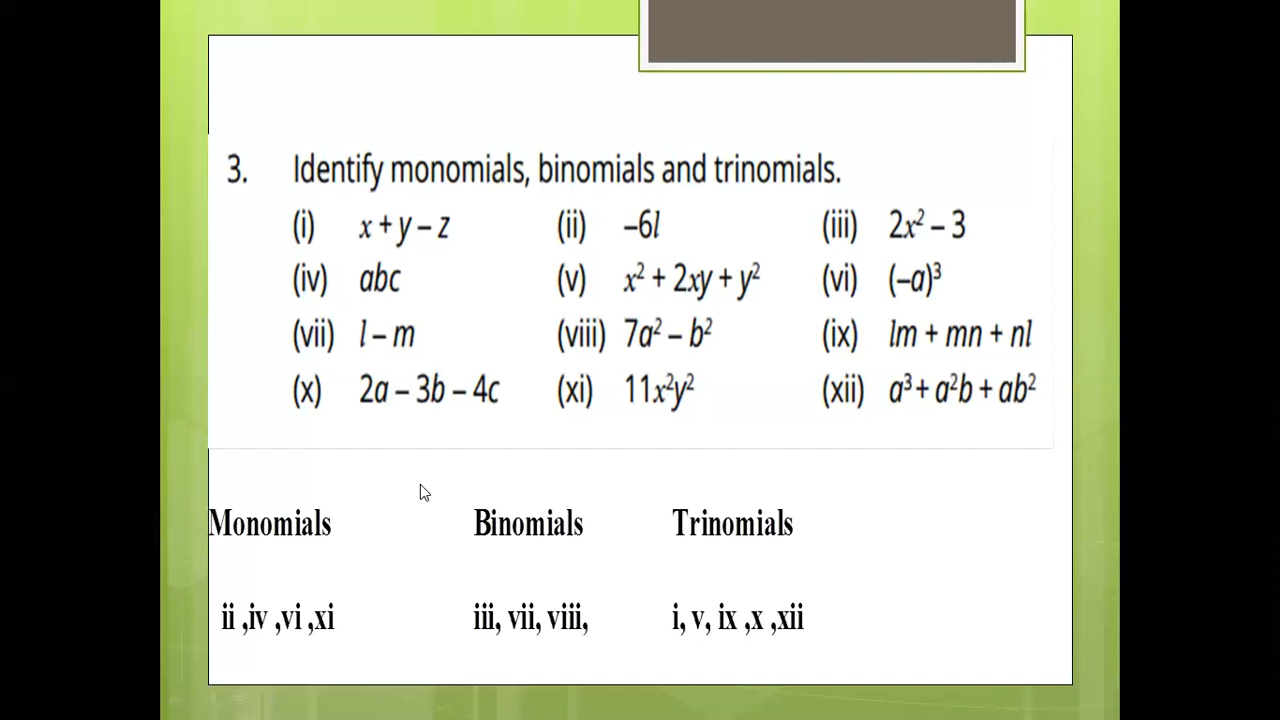 3. Identify monomials, binomials and trinomials.
(i) x + y – z (ii) –6l (iii) 2x² – 3
(iv) abc (v) x² + 2xy + y² (vi) (–a)³
(vii) l – m (viii) 7a² – b² (ix) lm + mn + nl
(x) 2a – 3b – 4c (xi) 11x²y² (xii) a³ + a²b + ab²
Monomials Binomials Trinomials
ii ,iv ,vi ,xi iii, vii, viii, i, v, ix ,x ,xii